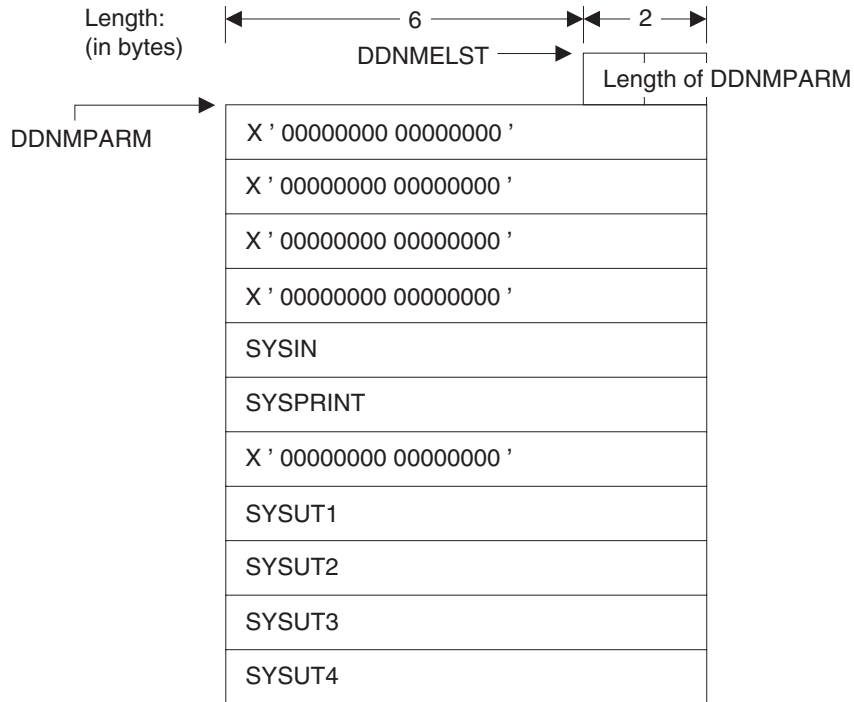 Length:
(in bytes)
6
2
DDNMELST
Length of DDNMPARM
DDNMPARM
X ’ 00000000 00000000 ’
X ’ 00000000 00000000 ’
X ’ 00000000 00000000 ’
X ’ 00000000 00000000 ’
SYSIN
SYSPRINT
X ’ 00000000 00000000 ’
SYSUT1
SYSUT2
SYSUT3
SYSUT4